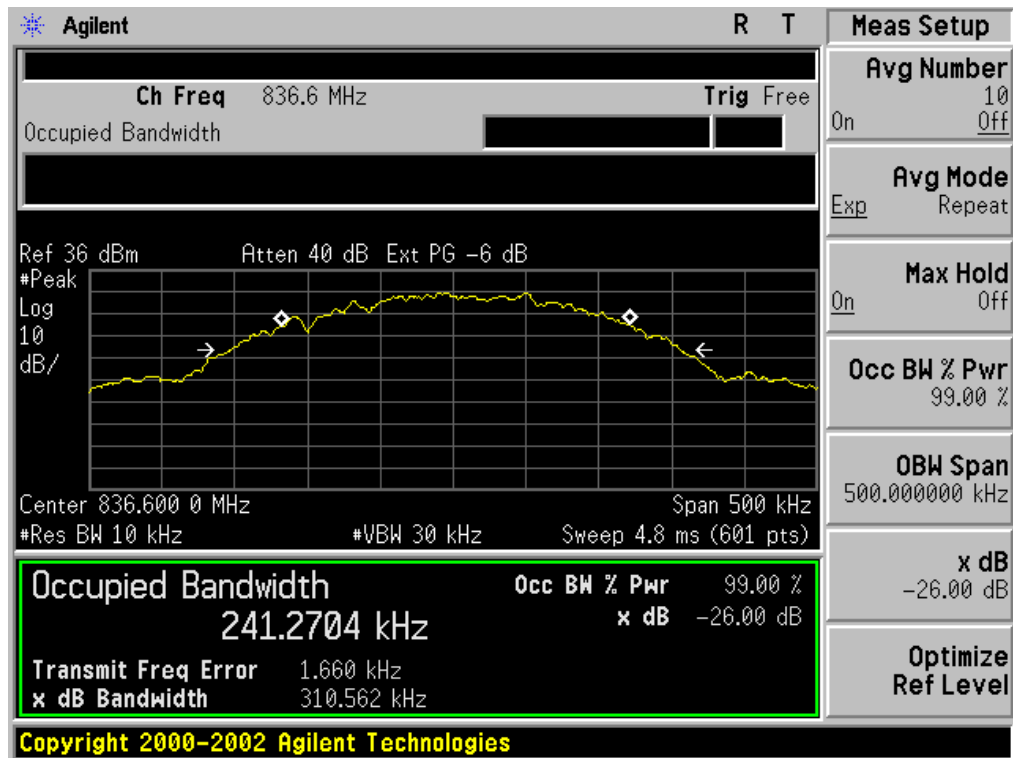 Agilent R T
Ch Freq 836.6 MHz Trig Free
Occupied Bandwidth
Ref 36 dBm Atten 40 dB Ext PG -6 dB
#Peak
Log
10
dB/
Center 836.600 0 MHz Span 500 kHz
#Res BW 10 kHz #VBW 30 kHz Sweep 4.8 ms (601 pts)
Occupied Bandwidth Occ BW % Pwr 99.00 %
241.2704 kHz x dB -26.00 dB
Transmit Freq Error 1.660 kHz
x dB Bandwidth 310.562 kHz
Copyright 2000-2002 Agilent Technologies
Meas Setup
Avg Number
10
On Off
Avg Mode
Exp Repeat
Max Hold
On Off
Occ BW % Pwr
99.00 %
OBW Span
500.000000 kHz
x dB
-26.00 dB
Optimize
Ref Level